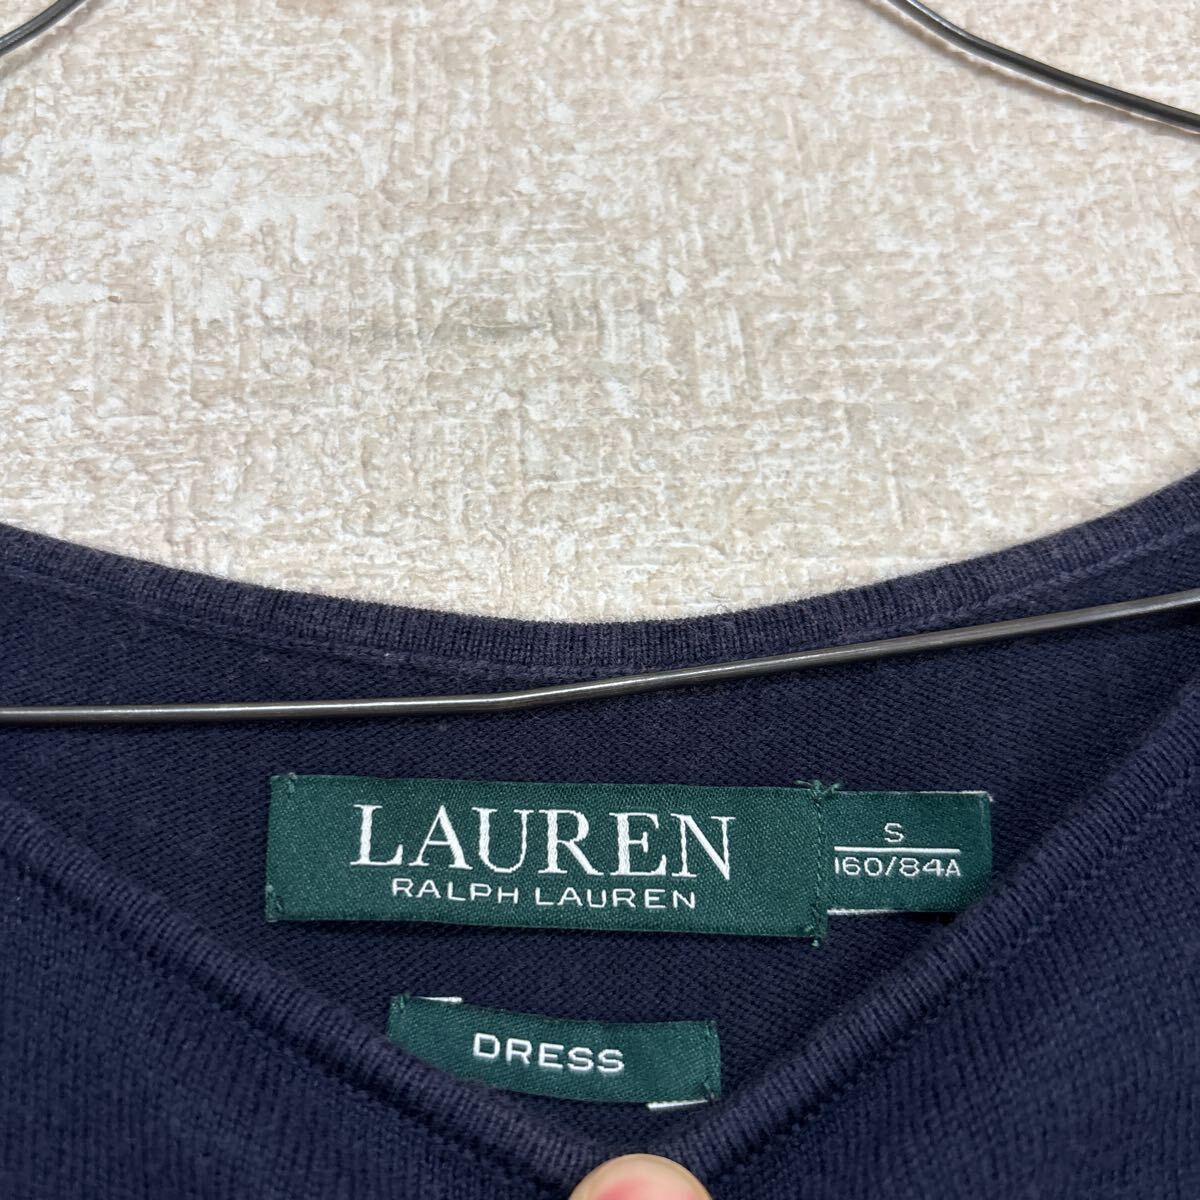 LAUREN
RALPH LAUREN
S
160/84A
DRESS